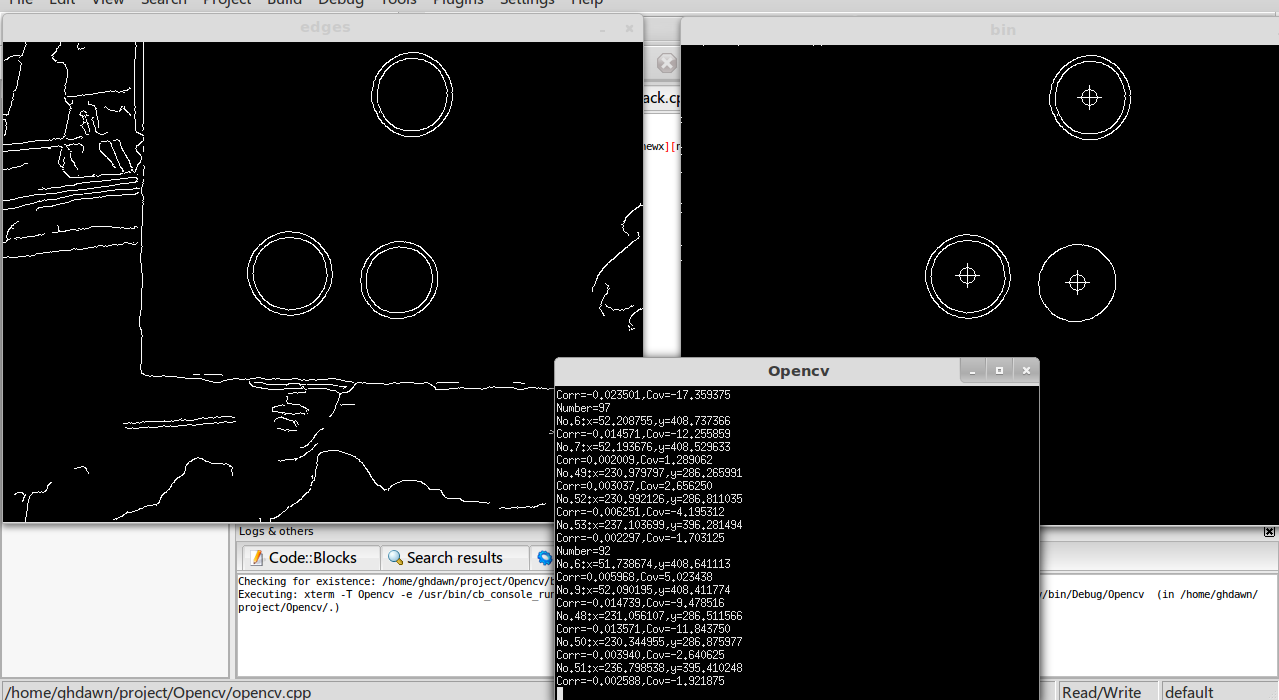 File Edit View Search Project Build Debug Tools Plugins Settings Help
edges
bin
ack.cp
newx][n
Opencv
Corr=-0.023501,Cov=-17.359375
Number=97
No.6:x=52.208755,y=408.737366
Corr=-0.014571,Cov=-12.255859
No.7:x=52.193676,y=408.529633
Corr=0.002009,Cov=1.289062
No.49:x=230.979797,y=286.265991
Corr=0.003037,Cov=2.656250
No.52:x=230.992126,y=286.811035
Corr=-0.006251,Cov=-4.195312
No.53:x=237.103699,y=396.281494
Corr=-0.002297,Cov=-1.703125
Number=92
No.6:x=51.738674,y=408.641113
Corr=0.005968,Cov=5.023438
No.9:x=52.090195,y=408.411774
Corr=-0.014739,Cov=-9.478516
No.48:x=231.056107,y=286.511566
Corr=-0.013571,Cov=-11.843750
No.50:x=230.344955,y=286.875977
Corr=-0.003940,Cov=-2.640625
No.51:x=236.798538,y=395.410248
Corr=-0.002588,Cov=-1.921875
Logs & others
Code::Blocks
Search results
Checking for existence: /home/ghdawn/project/Opencv/b
Executing: xterm -T Opencv -e /usr/bin/cb_console_run
/bin/Debug/Opencv (in /home/ghdawn/
project/Opencv/.)
/home/ghdawn/project/Opencv/opencv.cpp
Read/Write
default